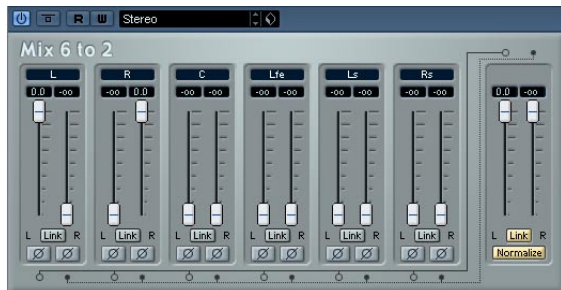 R W Stereo
Mix 6 to 2
L R C Lfe Ls Rs
0.0 -oo -oo 0.0 -oo -oo -oo -oo -oo -oo -oo -oo 0.0 -oo
L Link R L Link R L Link R L Link R L Link R L Link R L Link R
Ø Ø Ø Ø Ø Ø Ø Ø Ø Ø Ø Ø Normalize